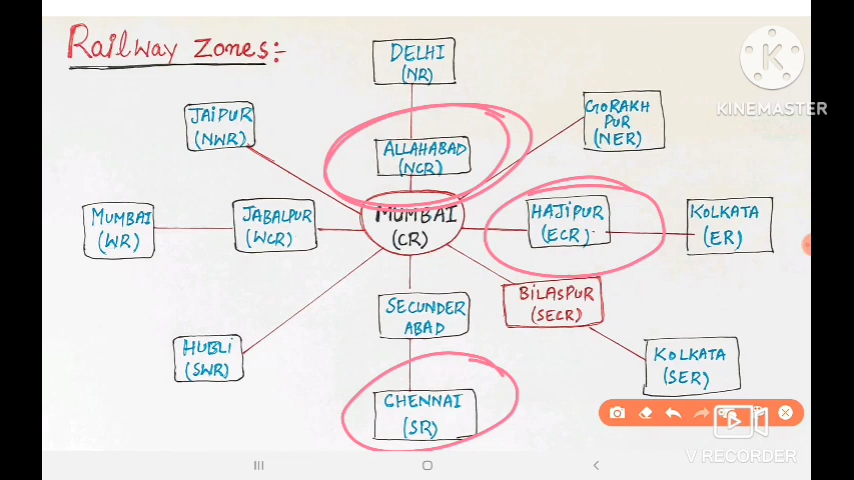 Railway Zones:-
DELHI
(NR)
KINEMASTER
JAIPUR
(NWR)
GORAKH
PUR
(NER)
ALLAHABAD
(NCR)
MUMBAI
(WR)
JABALPUR
(WCR)
MUMBAI
(CR)
HAJIPUR
(ECR)
KOLKATA
(ER)
SECUNDER
ABAD
BILASPUR
(SECR)
HUBLI
(SWR)
KOLKATA
(SER)
CHENNAI
(SR)
V RECORDER